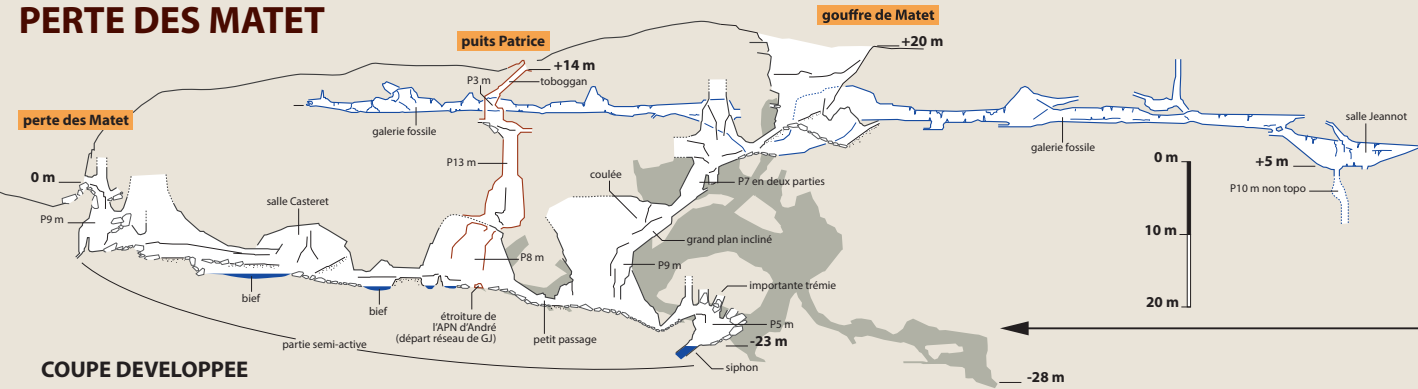 PERTE DES MATET
gouffre de Matet
+20 m
puits Patrice
+14 m
P3 m
toboggan
perte des Matet
galerie fossile
galerie fossile
salle Jeannot
0 m
P9 m
P13 m
coulée
P7 en deux parties
0 m
+5 m
P10 m non topo
salle Casteret
grand plan incliné
10 m
P8 m
P9 m
importante trémie
bief
bief
étroiture de
l'APN d'André
(départ réseau de GJ)
petit passage
P5 m
-23 m
20 m
partie semi-active
siphon
COUPE DEVELOPPEE
-28 m